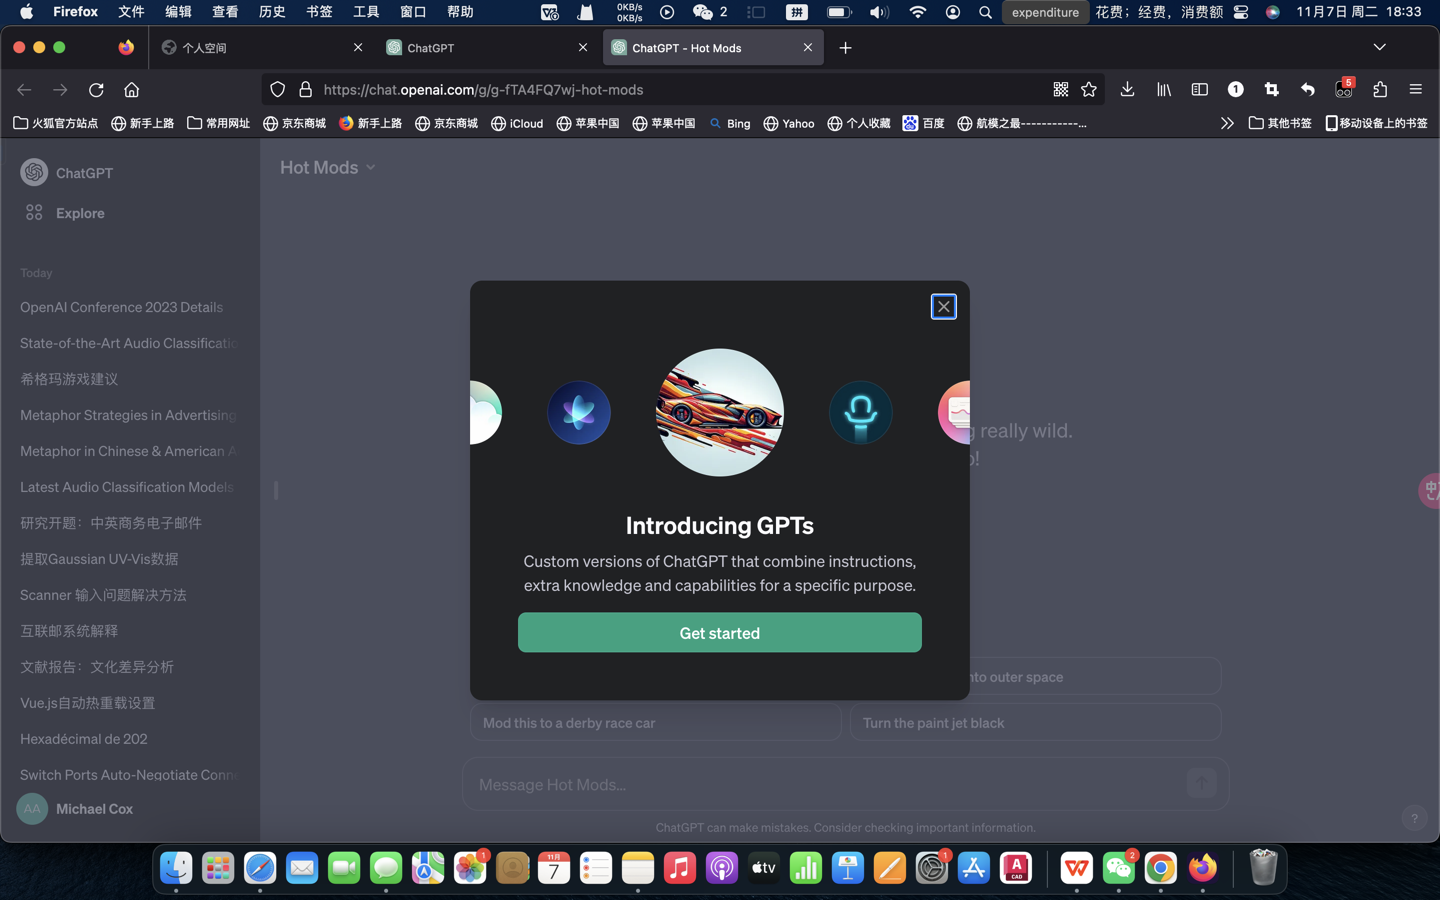 Firefox 文件 编辑 查看 历史 书签 工具 窗口 帮助
0KB/s
0KB/s
2
拼
expenditure 花费；经费，消费额 11月7日 周二 18:33
个人空间
ChatGPT
ChatGPT - Hot Mods
https://chat.openai.com/g/g-fTA4FQ7wj-hot-mods
1
5
火狐官方站点 新手上路 常用网址 京东商城 新手上路 京东商城 iCloud 苹果中国 苹果中国 Bing Yahoo 个人收藏 百度 航模之最-----------... 其他书签 移动设备上的书签
ChatGPT
Explore
Today
OpenAI Conference 2023 Details
State-of-the-Art Audio Classificatio
希格玛游戏建议
Metaphor Strategies in Advertising
Metaphor in Chinese & American A
Latest Audio Classification Models
研究开题：中英商务电子邮件
提取Gaussian UV-Vis数据
Scanner 输入问题解决方法
互联邮系统解释
文献报告：文化差异分析
Vue.js自动热重载设置
Hexadécimal de 202
Switch Ports Auto-Negotiate Conn
AA Michael Cox
Hot Mods
really wild.
Introducing GPTs
Custom versions of ChatGPT that combine instructions,
extra knowledge and capabilities for a specific purpose.
Get started
nto outer space
Mod this to a derby race car
Turn the paint jet black
Message Hot Mods...
ChatGPT can make mistakes. Consider checking important information.
?
中
1
11月
7
tv
1
A
CAD
W
2